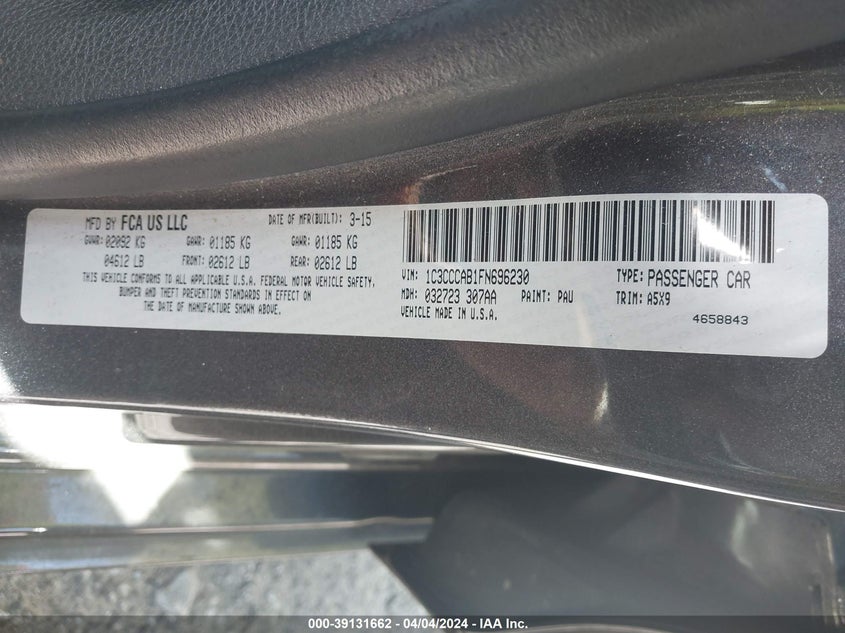 MFD BY FCA US LLC DATE OF MFR(BUILT): 3-15
GVWR: 02092 KG GAWR: 01185 KG GAWR: 01185 KG
04612 LB FRONT: 02612 LB REAR: 02612 LB
THIS VEHICLE CONFORMS TO ALL APPLICABLE U.S.A. FEDERAL MOTOR VEHICLE SAFETY,
BUMPER AND THEFT PREVENTION STANDARDS IN EFFECT ON
THE DATE OF MANUFACTURE SHOWN ABOVE.
VIN: 1C3CCCAB1FN696230 TYPE: PASSENGER CAR
MDH: 032723 307AA PAINT: PAU TRIM: A5X9
VEHICLE MADE IN U.S.A. 4658843
000-39131662 — 04/04/2024 — IAA Inc.